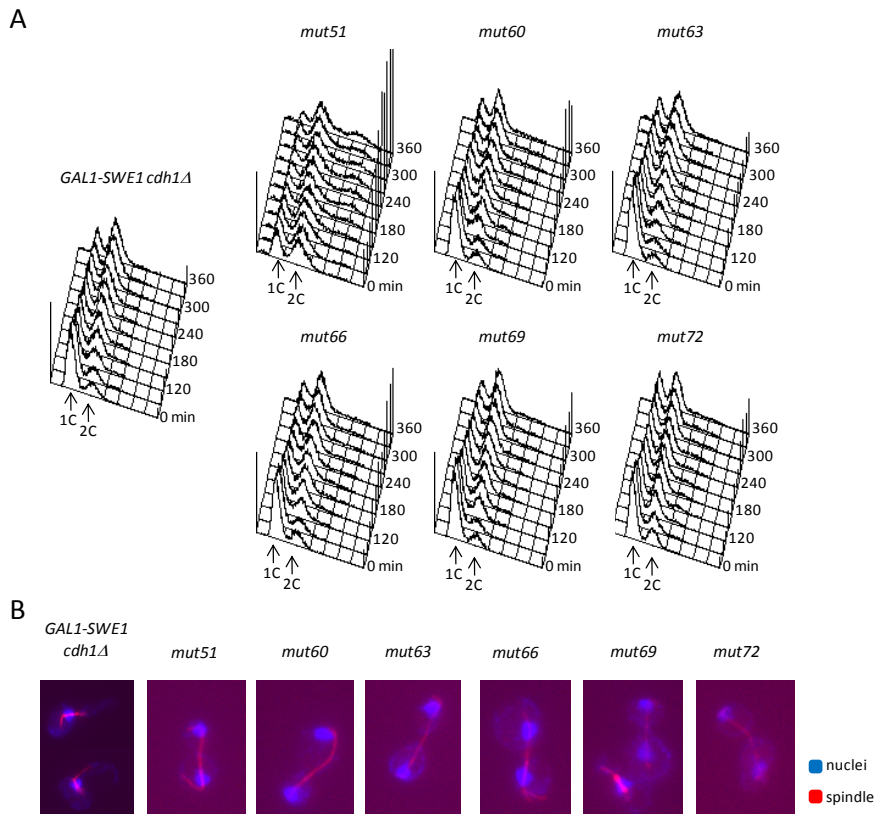 A
mut51
mut60
mut63
GAL1-SWE1 cdh1Δ
360
300
240
180
120
0 min
1C
2C
360
300
240
180
120
0 min
1C
2C
360
300
240
180
120
0 min
1C
2C
360
300
240
180
120
0 min
1C
2C
mut66
mut69
mut72
360
300
240
180
120
0 min
1C
2C
360
300
240
180
120
0 min
1C
2C
360
300
240
180
120
0 min
1C
2C
B
GAL1-SWE1
cdh1Δ
mut51
mut60
mut63
mut66
mut69
mut72
nuclei
spindle